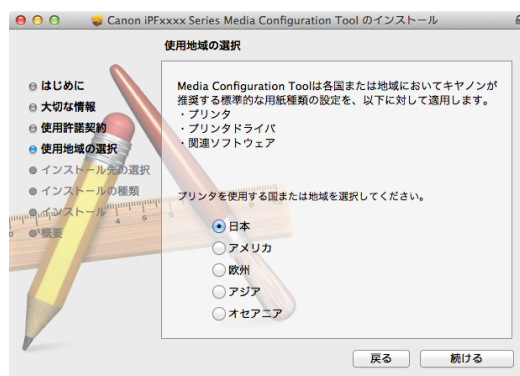 Canon iPFxxxx Series Media Configuration Tool のインストール
使用地域の選択
はじめに
大切な情報
使用許諾契約
使用地域の選択
インストール先の選択
インストールの種類
インストール
概要
Media Configuration Toolは各国または地域においてキヤノンが
推奨する標準的な用紙種類の設定を、以下に対して適用します。
・プリンタ
・プリンタドライバ
・関連ソフトウェア
プリンタを使用する国または地域を選択してください。
日本
アメリカ
欧州
アジア
オセアニア
4 5
戻る
続ける